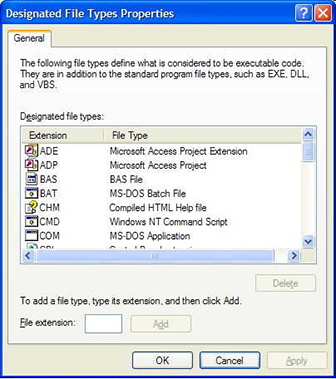 Designated File Types Properties
General
The following file types define what is considered to be executable code.
They are in addition to the standard program file types, such as EXE, DLL,
and VBS.
Designated file types:
Extension File Type
ADE Microsoft Access Project Extension
ADP Microsoft Access Project
BAS BAS File
BAT MS-DOS Batch File
CHM Compiled HTML Help file
CMD Windows NT Command Script
COM MS-DOS Application
Delete
To add a file type, type its extension, and then click Add.
File extension: Add
OK Cancel Apply